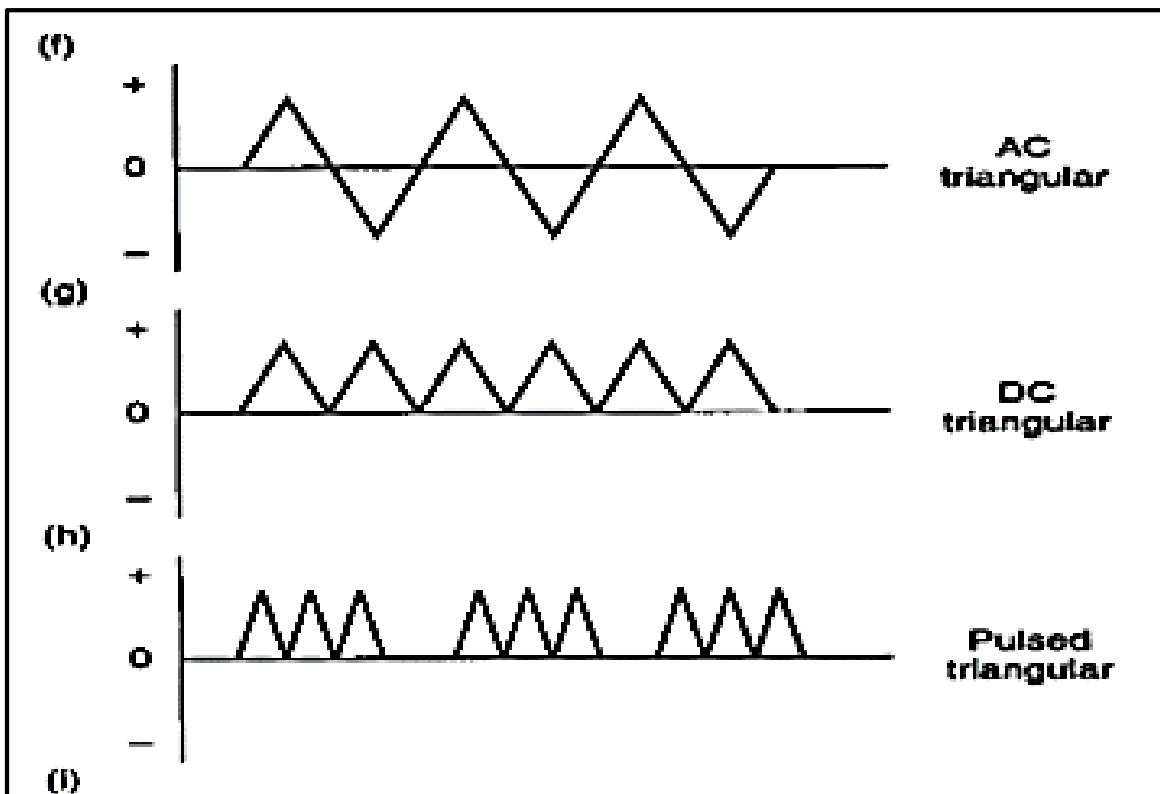 (f)
+
0
−
AC
triangular
(g)
+
0
−
DC
triangular
(h)
+
0
−
Pulsed
triangular
(i)